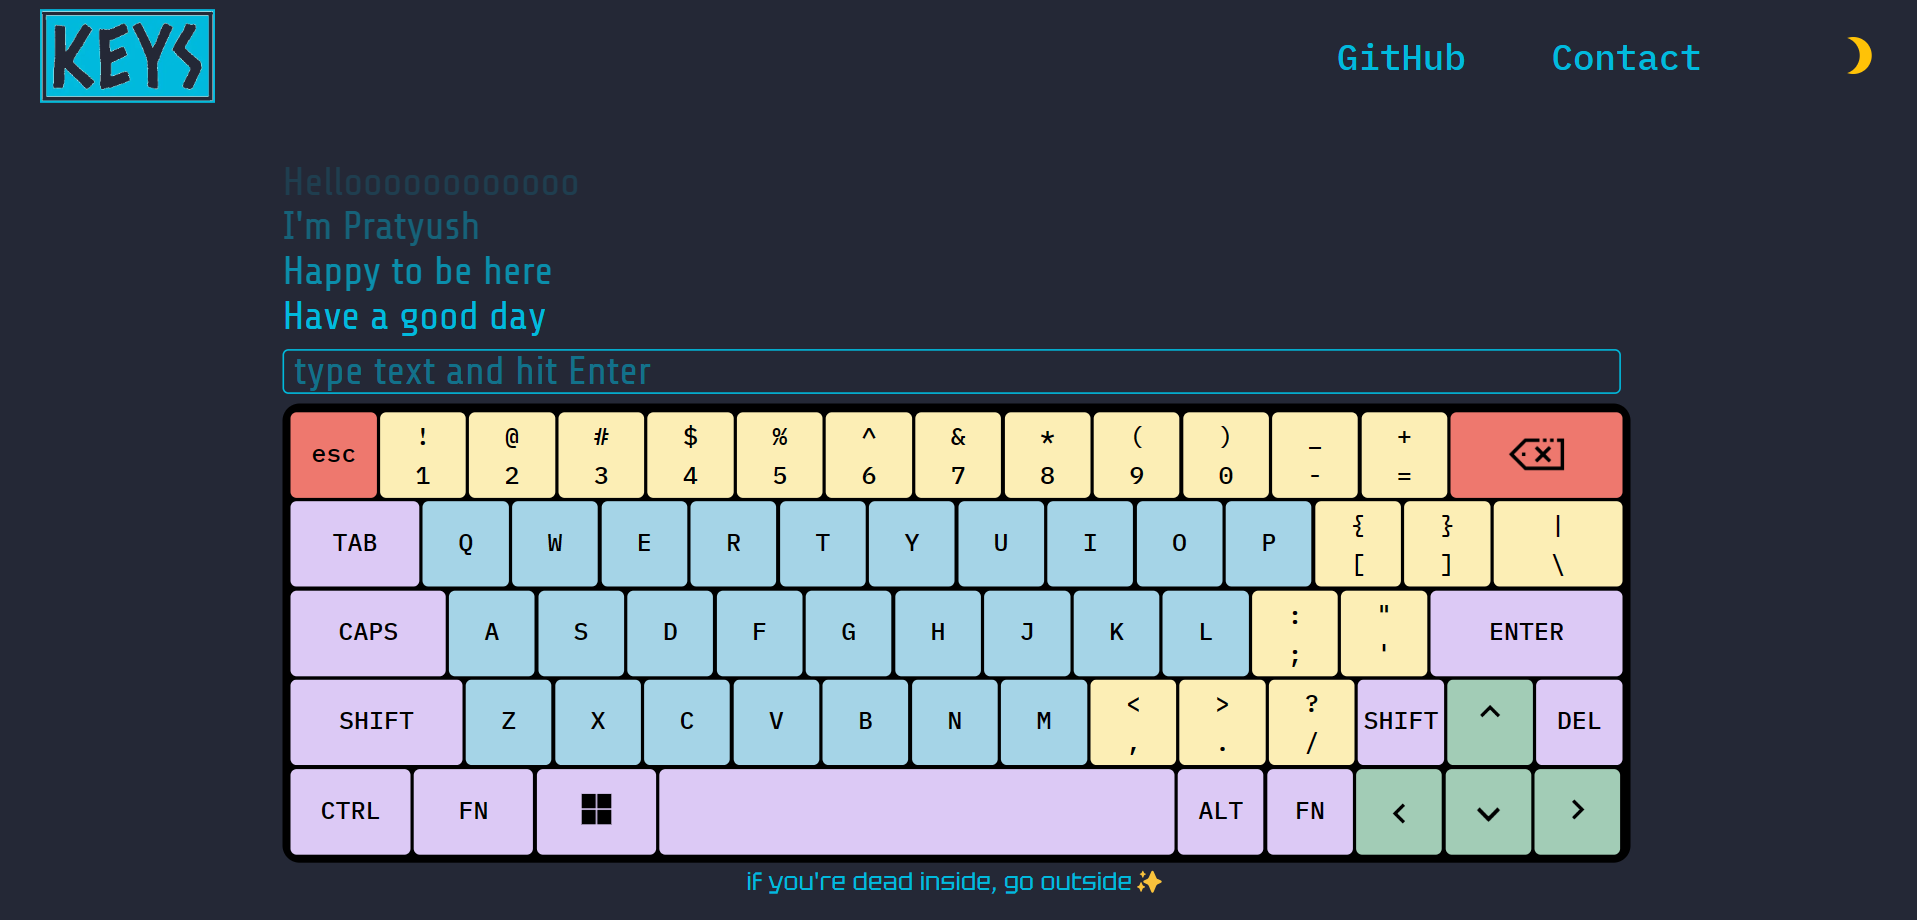 KEYS
GitHub Contact
Hellooooooooooooo
I'm Pratyush
Happy to be here
Have a good day
type text and hit Enter
esc ! 1 @ 2 # 3 $ 4 % 5 ^ 6 & 7 * 8 ( 9 ) 0 _ - + =
TAB Q W E R T Y U I O P { [ } ] | \
CAPS A S D F G H J K L : ; " ' ENTER
SHIFT Z X C V B N M < , > . ? / SHIFT ^ DEL
CTRL FN ALT FN < v >
if you're dead inside, go outside✨